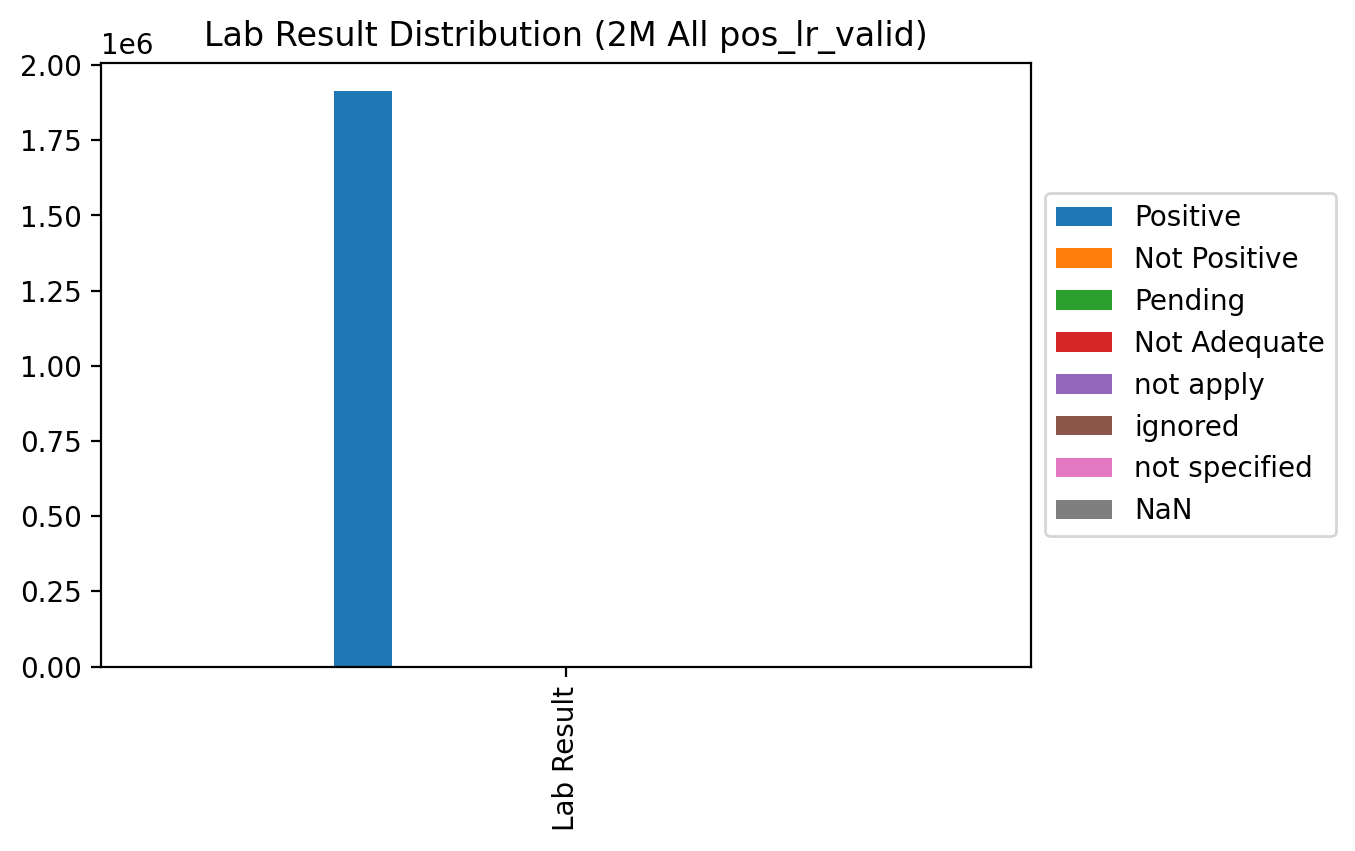 Lab Result Distribution (2M All pos_lr_valid)
1e6
2.00
1.75
1.50
1.25
1.00
0.75
0.50
0.25
0.00
Lab Result
Positive
Not Positive
Pending
Not Adequate
not apply
ignored
not specified
NaN